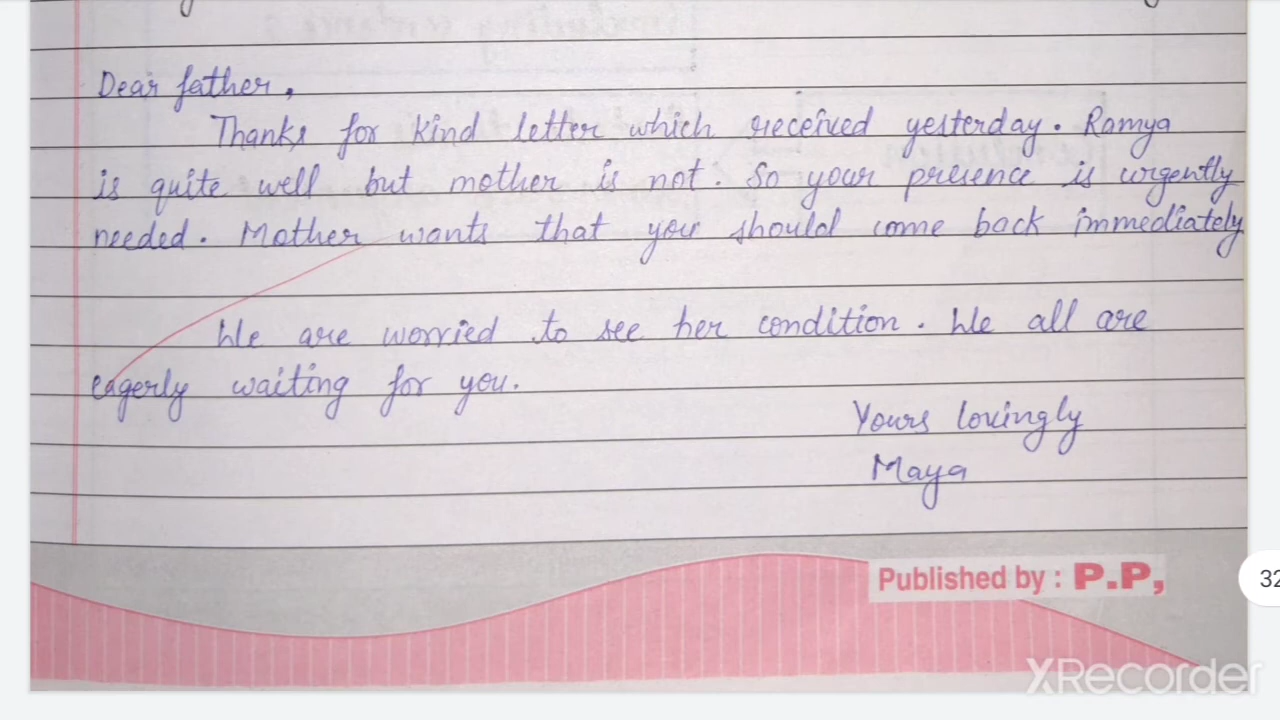 Dear father,
Thanks for kind letter which received yesterday. Ramya
is quite well but mother is not. So your presence is urgently
needed. Mother wants that you should come back immediately
We are worried to see her condition. We all are
eagerly waiting for you.
Yours lovingly
Maya
Published by : P.P,
32
XRecorder